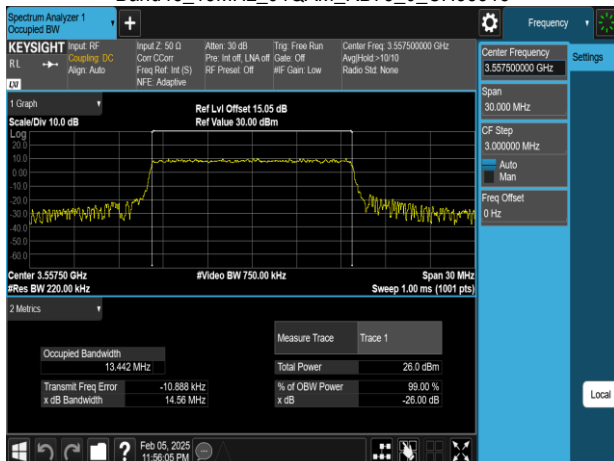 Spectrum Analyzer 1
Occupied BW
Frequency
KEYSIGHT
RL
LXI
Input: RF
Coupling: DC
Align: Auto
Input Z: 50 Ω
Corr CCorr
Freq Ref: Int (S)
NFE: Adaptive
Atten: 30 dB
Pre: Int off, LNA off
RF Presel: Off
Trig: Free Run
Gate: Off
#IF Gain: Low
Center Freq: 3.557500000 GHz
Avg|Hold:>10/10
Radio Std: None
Center Frequency
3.557500000 GHz
Settings
Span
30.000 MHz
CF Step
3.000000 MHz
Auto
Man
Freq Offset
0 Hz
Local
1 Graph
Scale/Div 10.0 dB
Ref Lvl Offset 15.05 dB
Ref Value 30.00 dBm
Log
20.0
10.0
0.00
-10.0
-20.0
-30.0
-40.0
-50.0
-60.0
Center 3.55750 GHz
#Video BW 750.00 kHz
Span 30 MHz
#Res BW 220.00 kHz
Sweep 1.00 ms (1001 pts)
2 Metrics
Measure Trace Trace 1
Occupied Bandwidth
13.442 MHz
Total Power 26.0 dBm
Transmit Freq Error -10.888 kHz
% of OBW Power 99.00 %
x dB Bandwidth 14.56 MHz
x dB -26.00 dB
Feb 05, 2025
11:56:05 PM